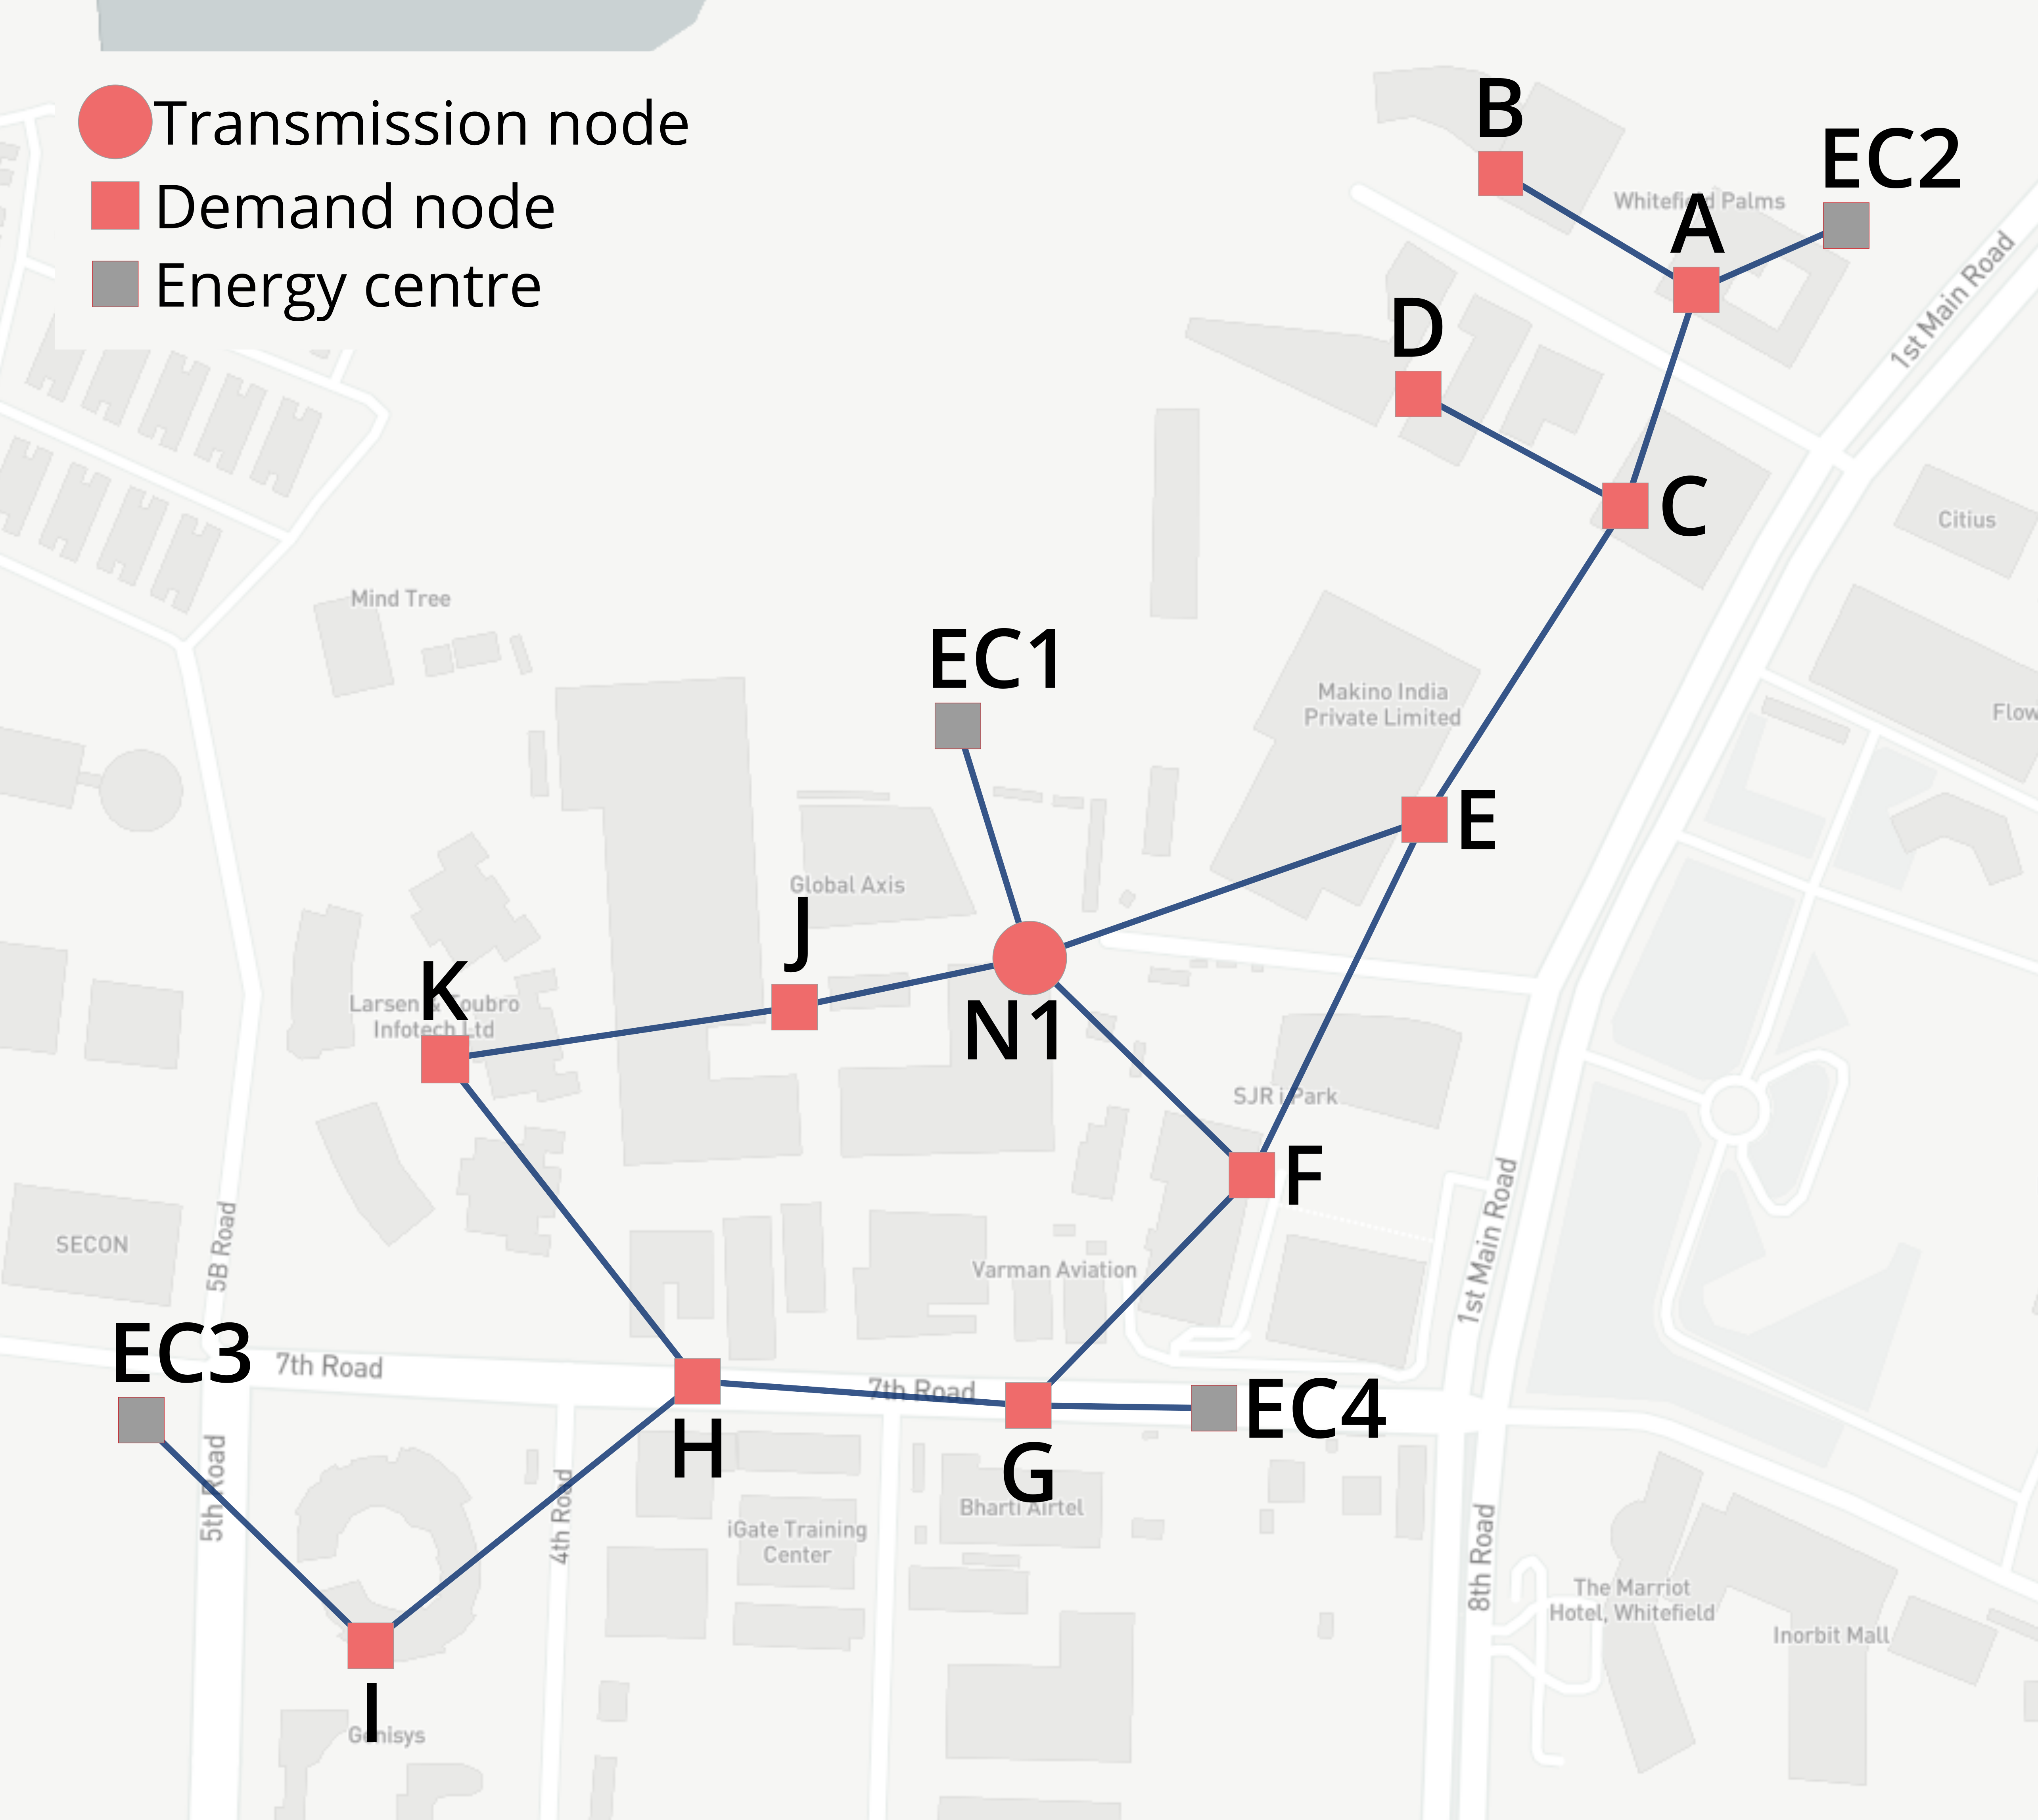 Transmission node
Demand node
Energy centre
B
EC2
Whitefield Palms
A
1st Main Road
D
C
Citius
Mind Tree
EC1
Makino India
Private Limited
Flow
E
Global Axis
J
K
Larsen & Toubro
Infotech Ltd
N1
SJR i Park
F
1st Main Road
5B Road
SECON
Varman Aviation
EC3
7th Road
7th Road
EC4
H
G
5th Road
4th Road
Bharti Airtel
iGate Training
Center
8th Road
The Marriot
Hotel, Whitefield
Inorbit Mall
I
Genisys